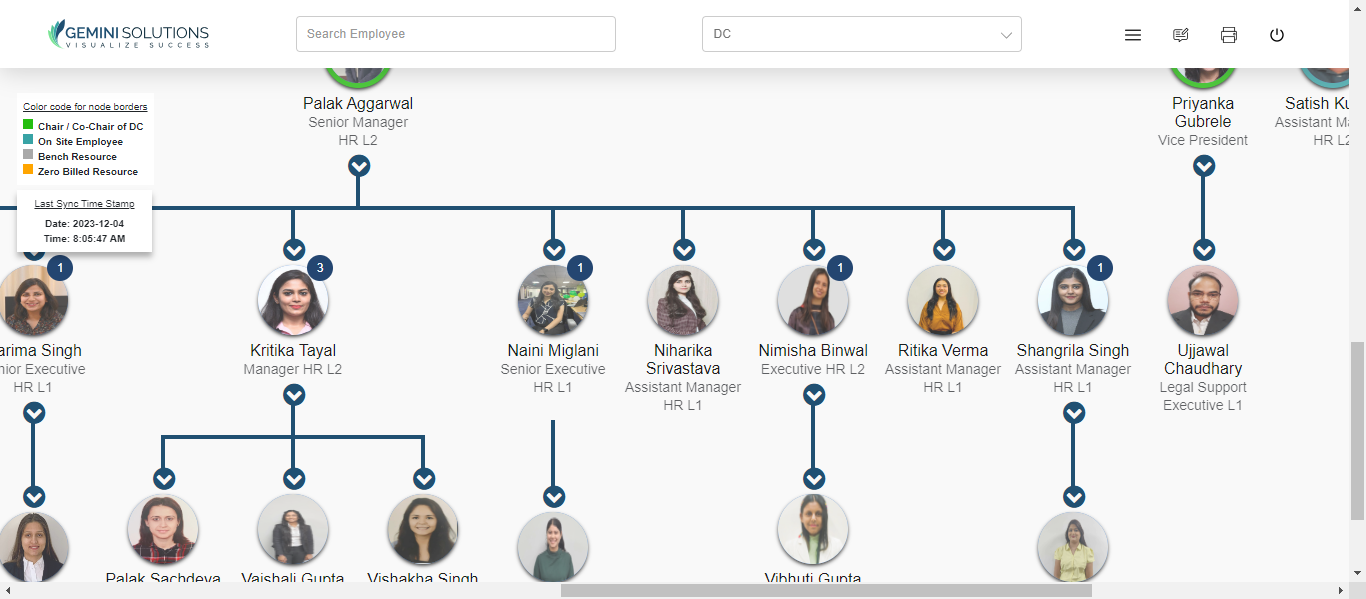 GEMINI SOLUTIONS
VISUALIZE SUCCESS
Search Employee
DC
Color code for node borders
Chair / Co-Chair of DC
On Site Employee
Bench Resource
Zero Billed Resource
Last Sync Time Stamp
Date: 2023-12-04
Time: 8:05:47 AM
Palak Aggarwal
Senior Manager
HR L2
Priyanka
Gubrele
Vice President
Satish Ku
Assistant Ma
HR L2
1
arima Singh
nior Executive
HR L1
3
Kritika Tayal
Manager HR L2
1
Naini Miglani
Senior Executive
HR L1
Niharika
Srivastava
Assistant Manager
HR L1
1
Nimisha Binwal
Executive HR L2
Ritika Verma
Assistant Manager
HR L1
1
Shangrila Singh
Assistant Manager
HR L1
Ujjawal
Chaudhary
Legal Support
Executive L1
Palak Sachdeva
Vaishali Gupta
Vishakha Singh
Vibhuti Gupta